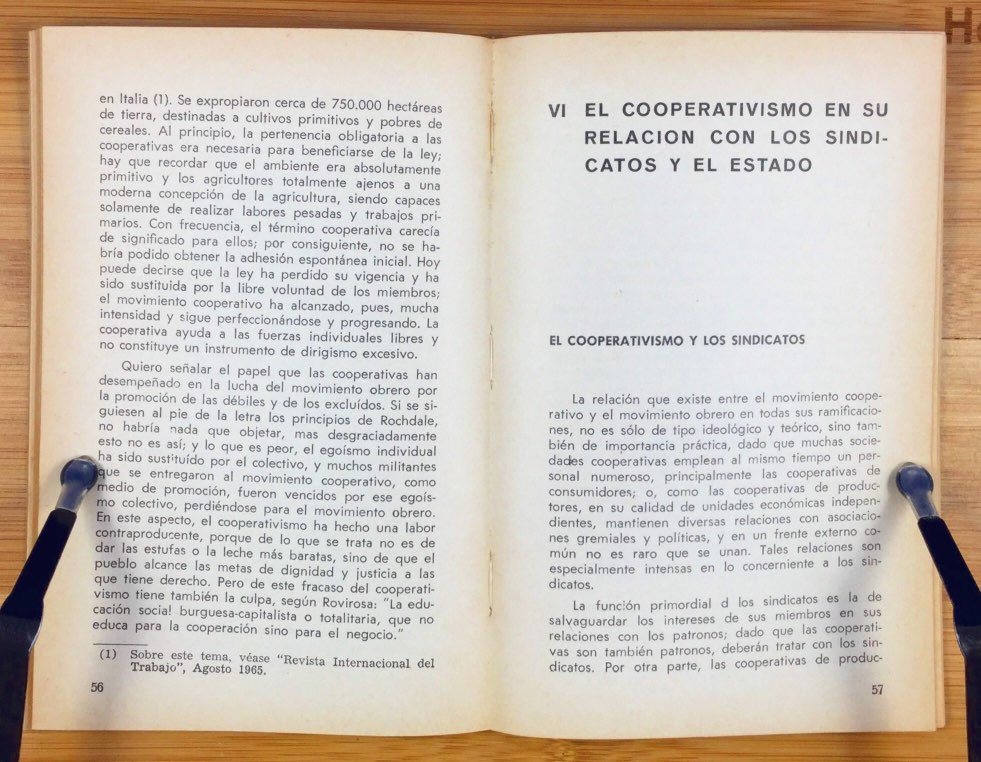 en Italia (1). Se expropiaron cerca de 750.000 hectáreas
de tierra, destinadas a cultivos primitivos y pobres de
cereales. Al principio, la pertenencia obligatoria a las
cooperativas era necesaria para beneficiarse de la ley;
hay que recordar que el ambiente era absolutamente
primitivo y los agricultores totalmente ajenos a una
moderna concepción de la agricultura, siendo capaces
solamente de realizar labores pesadas y trabajos pri-
marios. Con frecuencia, el término cooperativa carecía
de significado para ellos; por consiguiente, no se ha-
bría podido obtener la adhesión espontánea inicial. Hoy
puede decirse que la ley ha perdido su vigencia y ha
sido sustituida por la libre voluntad de los miembros;
el movimiento cooperativo ha alcanzado, pues, mucha
intensidad y sigue perfeccionándose y progresando. La
cooperativa ayuda a las fuerzas individuales libres y
no constituye un instrumento de dirigismo excesivo.
Quiero señalar el papel que las cooperativas han
desempeñado en la lucha del movimiento obrero por
la promoción de las débiles y de los excluídos. Si se si-
guiesen al pie de la letra los principios de Rochdale,
no habría nada que objetar, mas desgraciadamente
esto no es así; y lo que es peor, el egoísmo individual
ha sido sustituído por el colectivo, y muchos militantes
que se entregaron al movimiento cooperativo, como
medio de promoción, fueron vencidos por ese egoís-
mo colectivo, perdiéndose para el movimiento obrero.
En este aspecto, el cooperativismo ha hecho una labor
contraproducente, porque de lo que se trata no es de
dar las estufas o la leche más baratas, sino de que el
pueblo alcance las metas de dignidad y justicia a las
que tiene derecho. Pero de este fracaso del cooperati-
vismo tiene también la culpa, según Rovirosa: "La edu-
cación social burguesa-capitalista o totalitaria, que no
educa para la cooperación sino para el negocio."
(1) Sobre este tema, véase "Revista Internacional del
Trabajo", Agosto 1965.
56
VI EL COOPERATIVISMO EN SU
RELACION CON LOS SINDI-
CATOS Y EL ESTADO
EL COOPERATIVISMO Y LOS SINDICATOS
La relación que existe entre el movimiento coope-
rativo y el movimiento obrero en todas sus ramificacio-
nes, no es sólo de tipo ideológico y teórico, sino tam-
bién de importancia práctica, dado que muchas socie-
dades cooperativas emplean al mismo tiempo un per-
sonal numeroso, principalmente las cooperativas de
consumidores; o, como las cooperativas de produc-
tores, en su calidad de unidades económicas indepen-
dientes, mantienen diversas relaciones con asociacio-
nes gremiales y políticas, y en un frente externo co-
mún no es raro que se unan. Tales relaciones son
especialmente intensas en lo concerniente a los sin-
dicatos.
La función primordial d los sindicatos es la de
salvaguardar los intereses de sus miembros en sus
relaciones con los patronos; dado que las cooperati-
vas son también patronos, deberán tratar con los sin-
dicatos. Por otra parte, las cooperativas de produc-
57